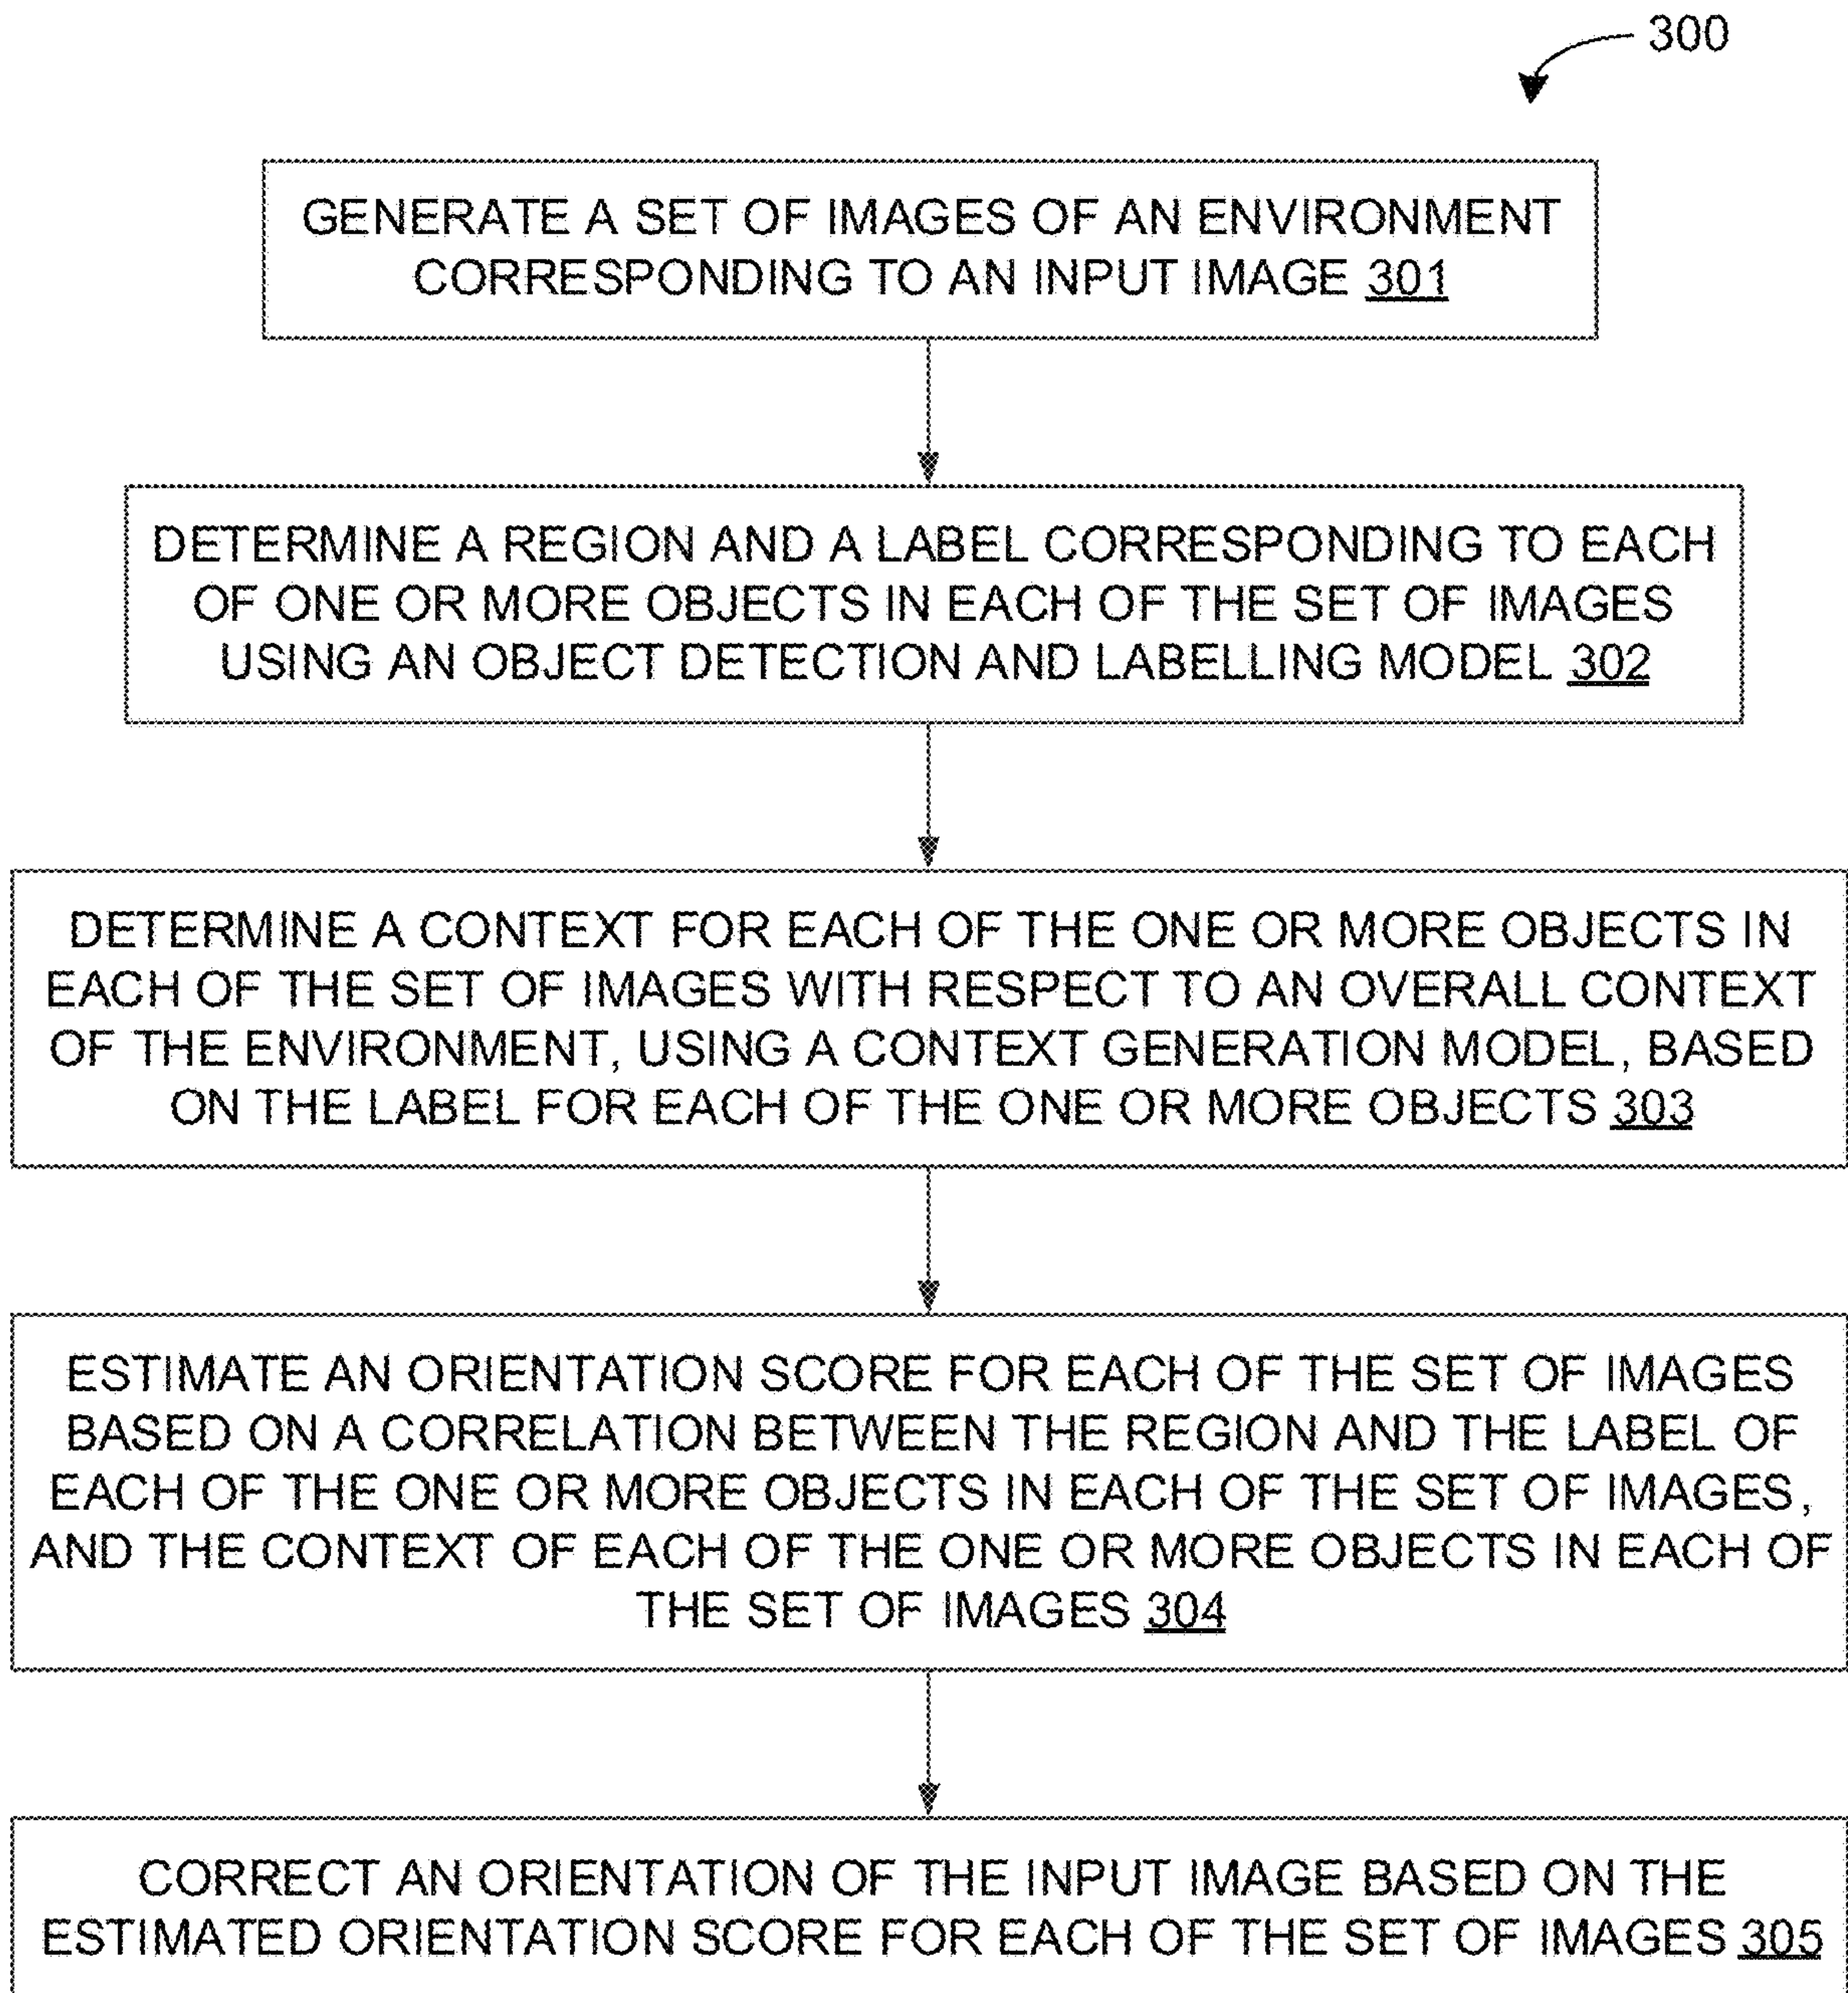 300
GENERATE A SET OF IMAGES OF AN ENVIRONMENT
CORRESPONDING TO AN INPUT IMAGE 301
DETERMINE A REGION AND A LABEL CORRESPONDING TO EACH
OF ONE OR MORE OBJECTS IN EACH OF THE SET OF IMAGES
USING AN OBJECT DETECTION AND LABELLING MODEL 302
DETERMINE A CONTEXT FOR EACH OF THE ONE OR MORE OBJECTS IN
EACH OF THE SET OF IMAGES WITH RESPECT TO AN OVERALL CONTEXT
OF THE ENVIRONMENT, USING A CONTEXT GENERATION MODEL, BASED
ON THE LABEL FOR EACH OF THE ONE OR MORE OBJECTS 303
ESTIMATE AN ORIENTATION SCORE FOR EACH OF THE SET OF IMAGES
BASED ON A CORRELATION BETWEEN THE REGION AND THE LABEL OF
EACH OF THE ONE OR MORE OBJECTS IN EACH OF THE SET OF IMAGES,
AND THE CONTEXT OF EACH OF THE ONE OR MORE OBJECTS IN EACH OF
THE SET OF IMAGES 304
CORRECT AN ORIENTATION OF THE INPUT IMAGE BASED ON THE
ESTIMATED ORIENTATION SCORE FOR EACH OF THE SET OF IMAGES 305